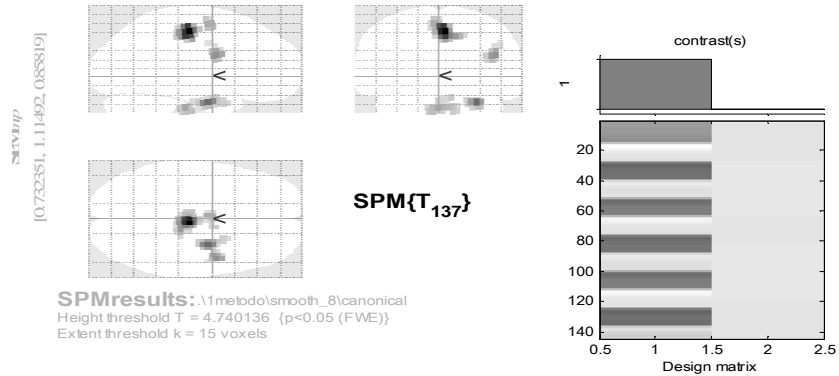 contrast(s)
1
[0.732351, 1.11492, 0.85819]
<
<
<
SPM{T137}
20
40
60
80
100
120
140
0.5 1 1.5 2 2.5
Design matrix
SPMresults: .\1metodo\smooth_8\canonical
Height threshold T = 4.740136 {p<0.05 (FWE)}
Extent threshold k = 15 voxels